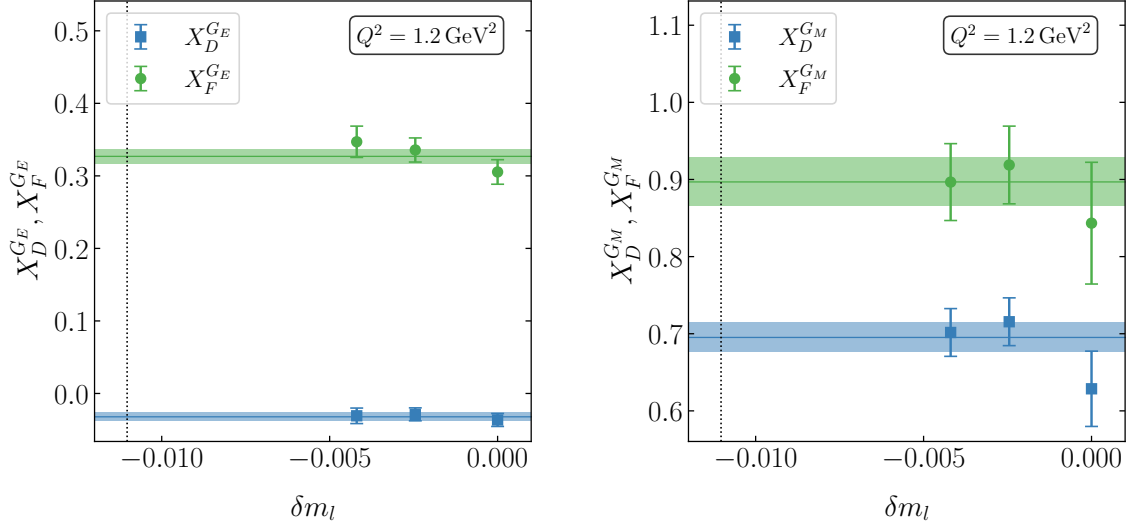 X_D^{G_E}
X_F^{G_E}
Q^2 = 1.2 GeV^2
0.5
0.4
0.3
0.2
0.1
0.0
X_D^{G_E}, X_F^{G_E}
−0.010 −0.005 0.000
δm_l
X_D^{G_M}
X_F^{G_M}
Q^2 = 1.2 GeV^2
1.1
1.0
0.9
0.8
0.7
0.6
X_D^{G_M}, X_F^{G_M}
−0.010 −0.005 0.000
δm_l